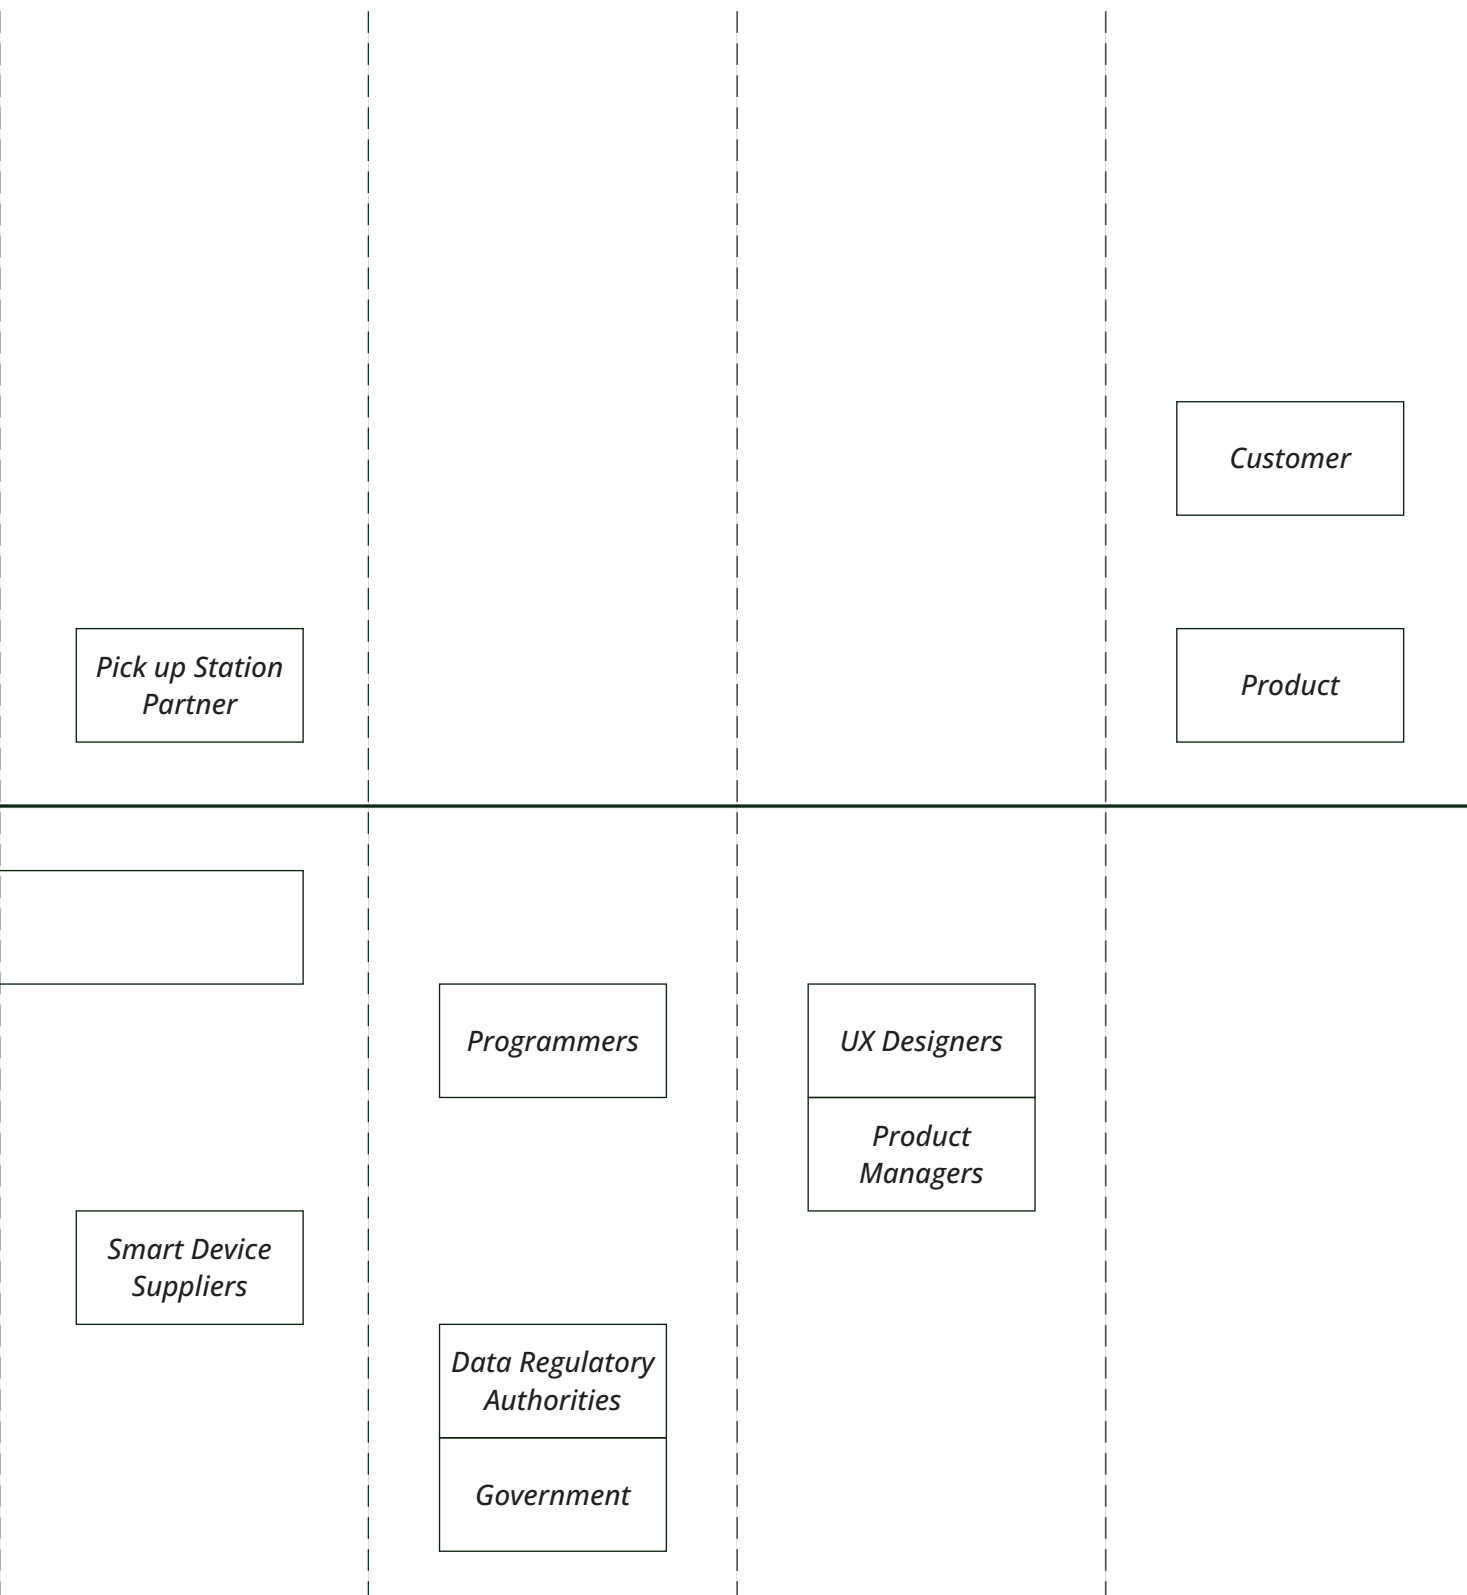 Customer
Pick up Station
Partner
Product
Programmers
UX Designers
Product
Managers
Smart Device
Suppliers
Data Regulatory
Authorities
Government